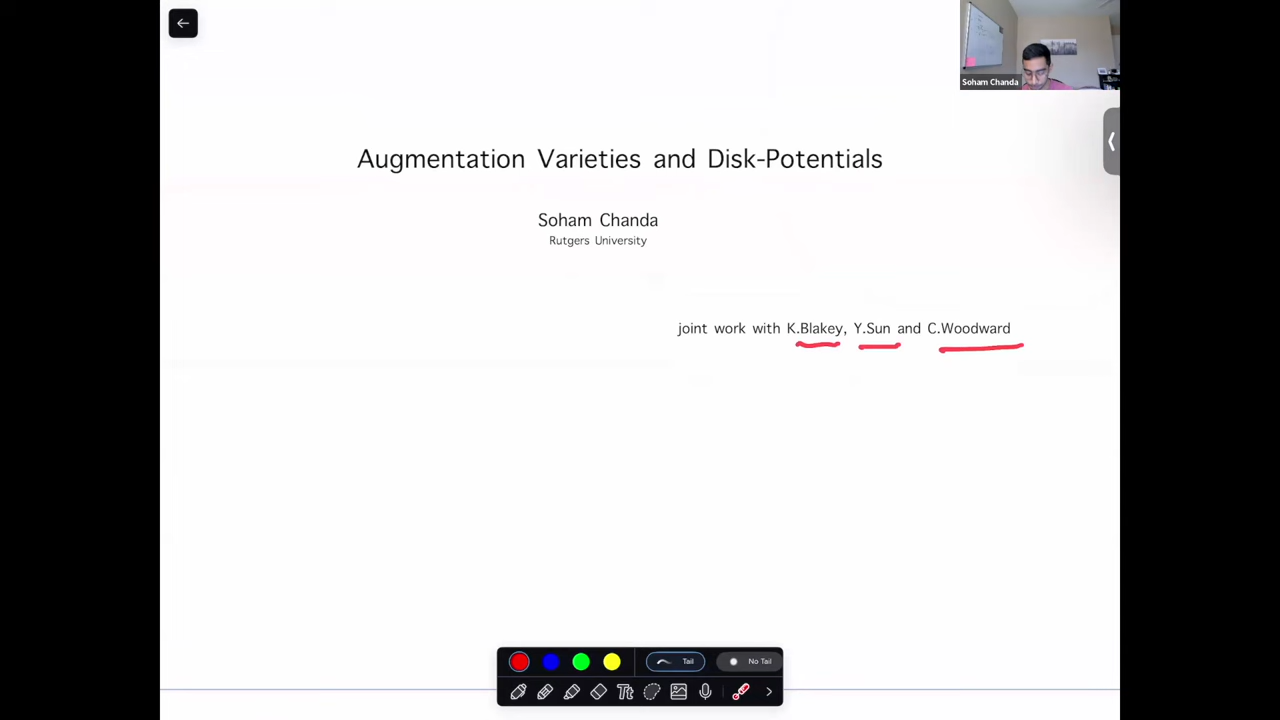 Soham Chanda
Augmentation Varieties and Disk-Potentials
Soham Chanda
Rutgers University
joint work with K.Blakey, Y.Sun and C.Woodward
Tail
No Tail
Tt